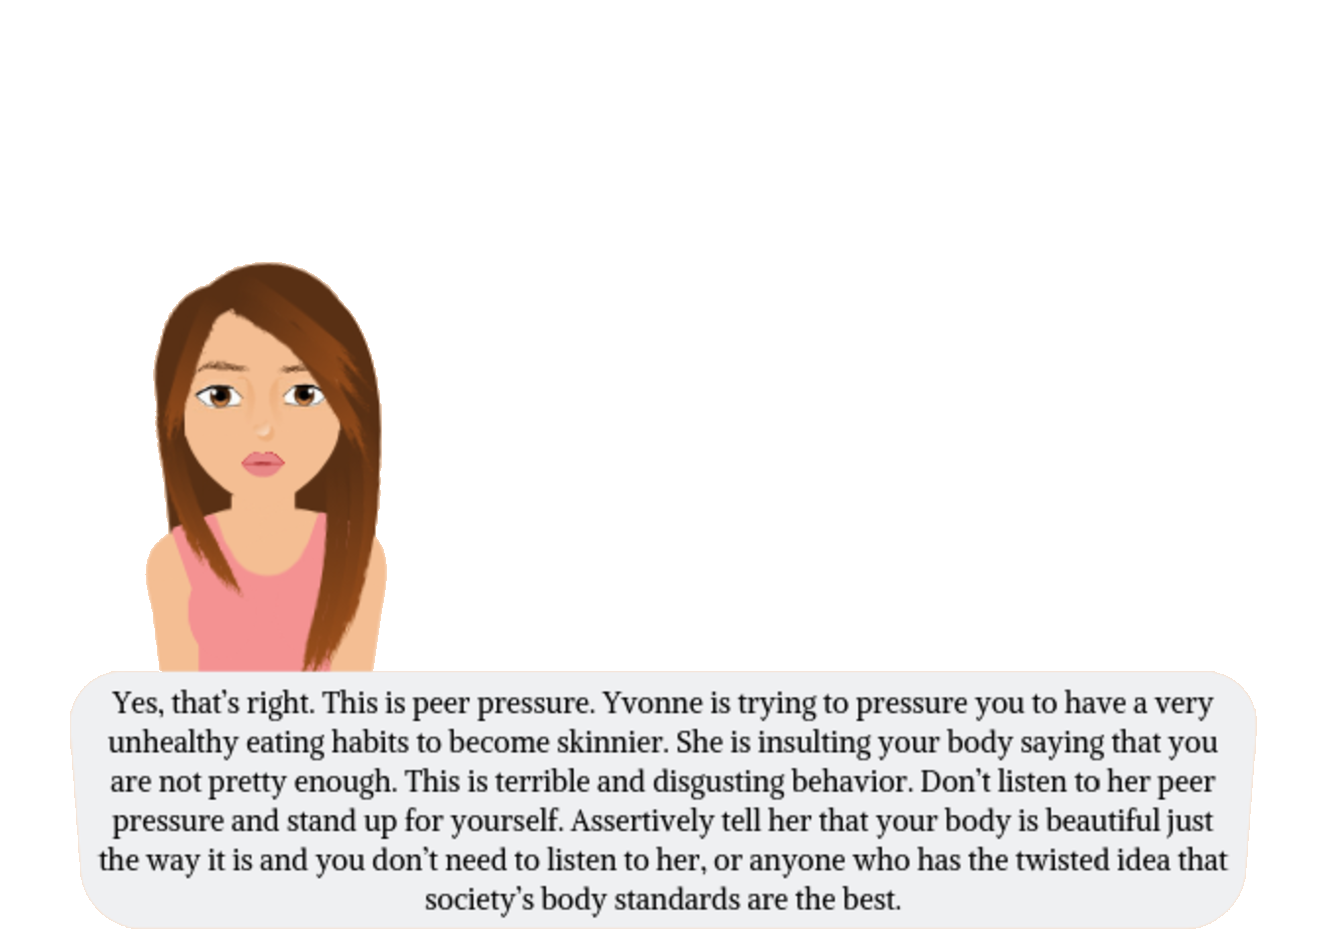 Yes, that’s right. This is peer pressure. Yvonne is trying to pressure you to have a very
unhealthy eating habits to become skinnier. She is insulting your body saying that you
are not pretty enough. This is terrible and disgusting behavior. Don’t listen to her peer
pressure and stand up for yourself. Assertively tell her that your body is beautiful just
the way it is and you don’t need to listen to her, or anyone who has the twisted idea that
society’s body standards are the best.